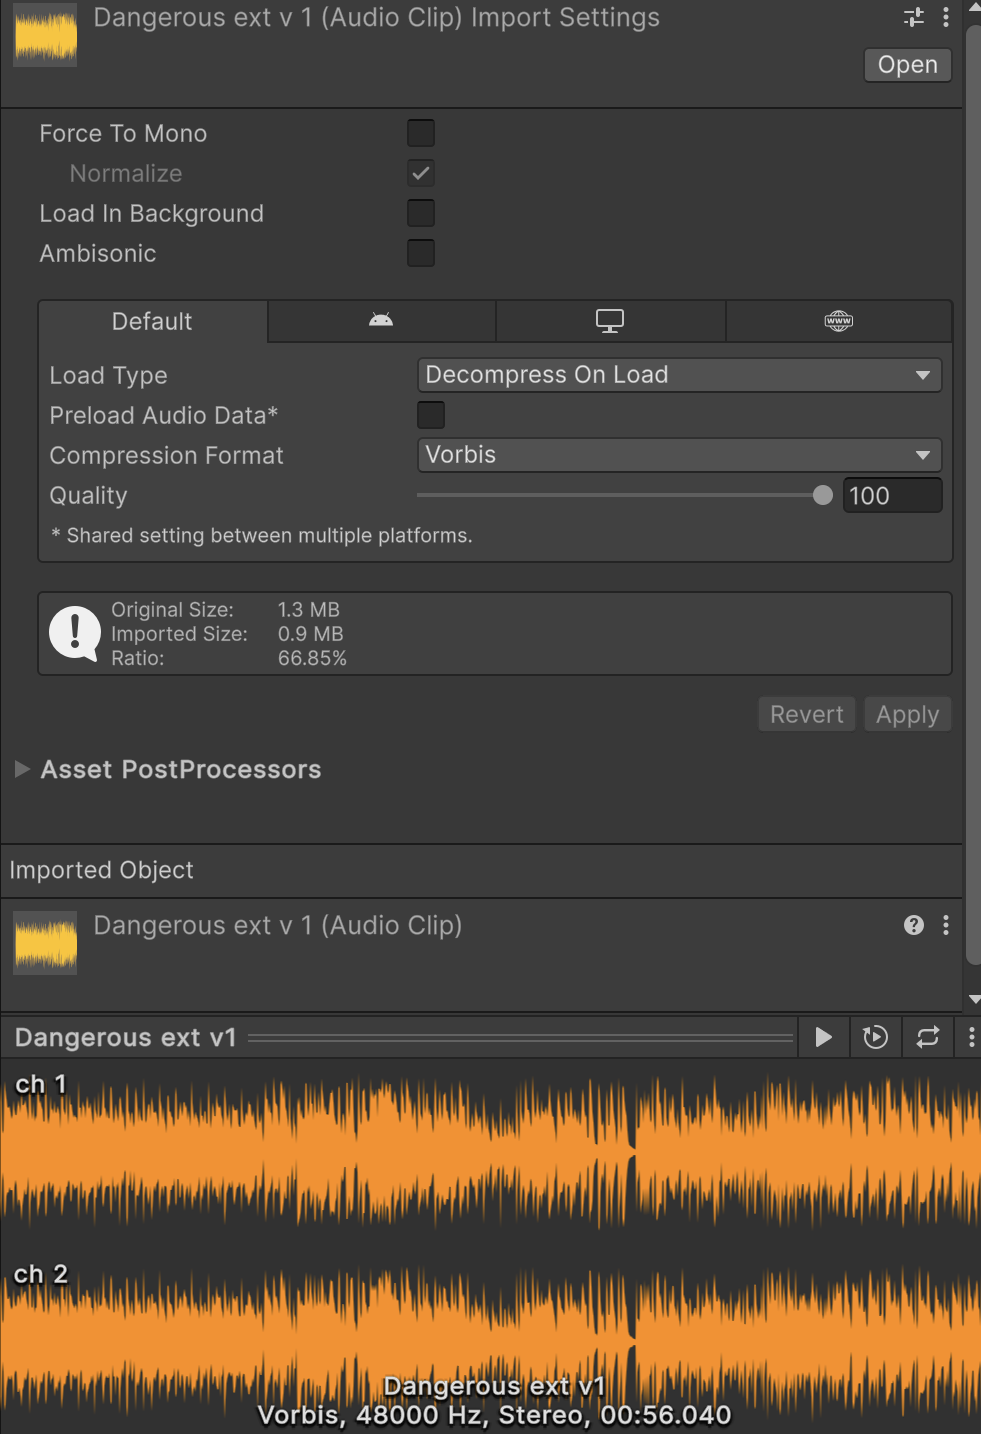 Dangerous ext v 1 (Audio Clip) Import Settings
Open
Force To Mono
Normalize
Load In Background
Ambisonic
Default
www
Load Type
Decompress On Load
Preload Audio Data*
Compression Format
Vorbis
Quality
100
* Shared setting between multiple platforms.
Original Size: 1.3 MB
Imported Size: 0.9 MB
Ratio: 66.85%
Revert
Apply
Asset PostProcessors
Imported Object
Dangerous ext v 1 (Audio Clip)
Dangerous ext v1
ch 1
ch 2
Dangerous ext v1
Vorbis, 48000 Hz, Stereo, 00:56.040